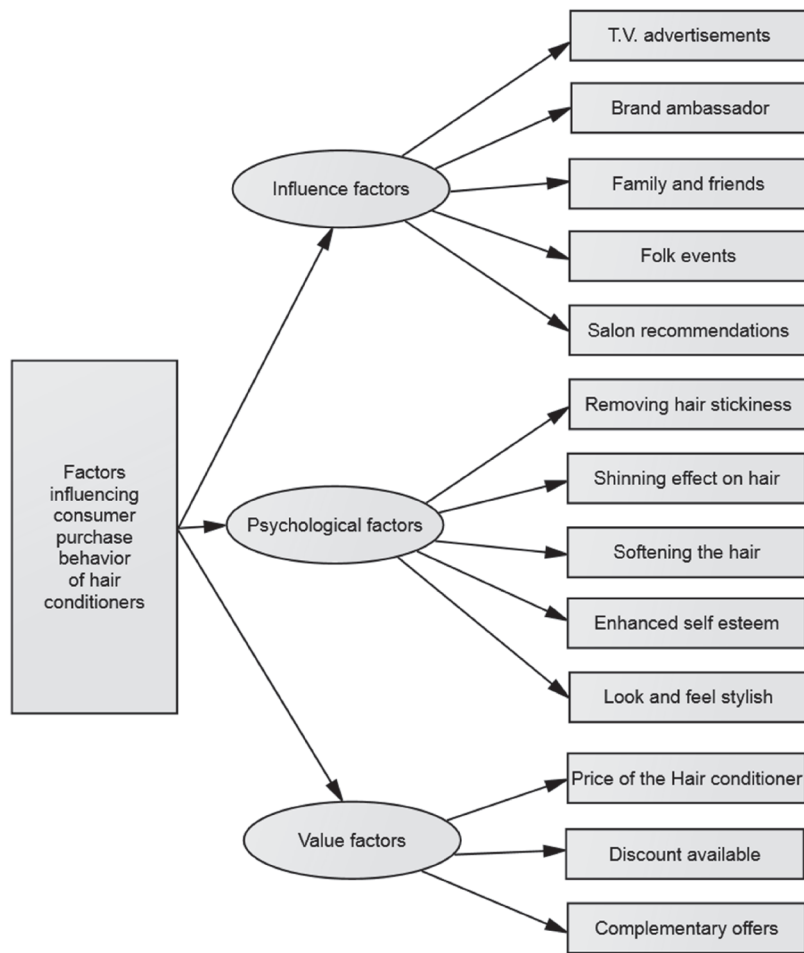 T.V. advertisements
Brand ambassador
Influence factors
Family and friends
Folk events
Salon recommendations
Factors
influencing
consumer
purchase
behavior
of hair
conditioners
Removing hair stickiness
Shinning effect on hair
Psychological factors
Softening the hair
Enhanced self esteem
Look and feel stylish
Price of the Hair conditioner
Value factors
Discount available
Complementary offers